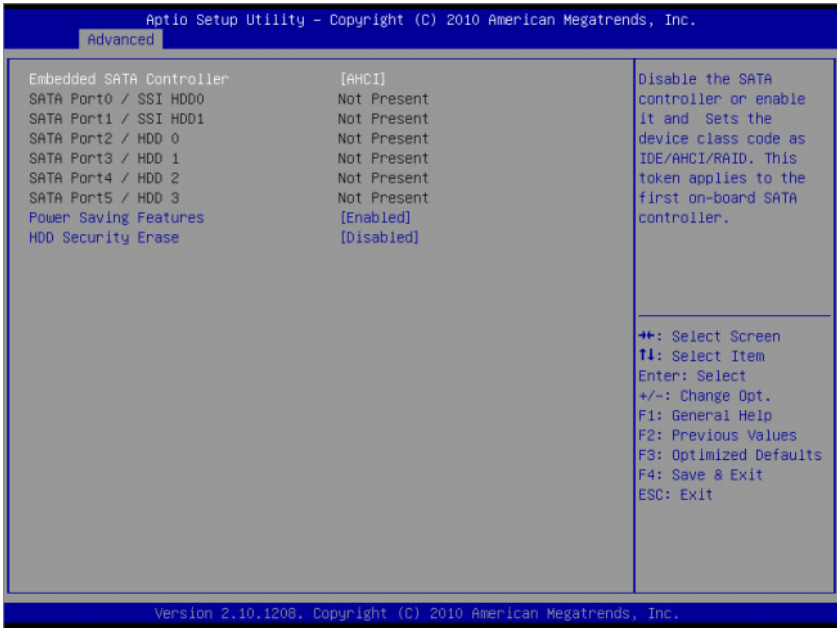 Aptio Setup Utility – Copyright (C) 2010 American Megatrends, Inc.
Advanced
Embedded SATA Controller [AHCI]
SATA Port0 / SSI HDD0 Not Present
SATA Port1 / SSI HDD1 Not Present
SATA Port2 / HDD 0 Not Present
SATA Port3 / HDD 1 Not Present
SATA Port4 / HDD 2 Not Present
SATA Port5 / HDD 3 Not Present
Power Saving Features [Enabled]
HDD Security Erase [Disabled]
Disable the SATA
controller or enable
it and Sets the
device class code as
IDE/AHCI/RAID. This
token applies to the
first on-board SATA
controller.
→←: Select Screen
↑↓: Select Item
Enter: Select
+/-: Change Opt.
F1: General Help
F2: Previous Values
F3: Optimized Defaults
F4: Save & Exit
ESC: Exit
Version 2.10.1208. Copyright (C) 2010 American Megatrends, Inc.